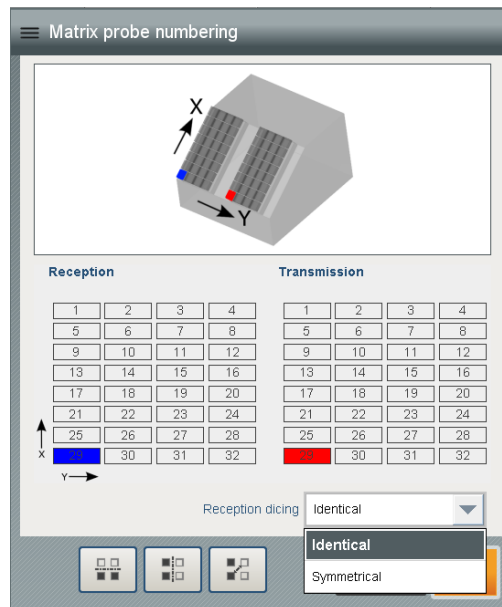 Matrix probe numbering
X
Y
Reception Transmission
1 2 3 4 1 2 3 4
5 6 7 8 5 6 7 8
9 10 11 12 9 10 11 12
13 14 15 16 13 14 15 16
17 18 19 20 17 18 19 20
21 22 23 24 21 22 23 24
25 26 27 28 25 26 27 28
X 29 30 31 32 29 30 31 32
Y
Reception dicing Identical
Identical
Symmetrical